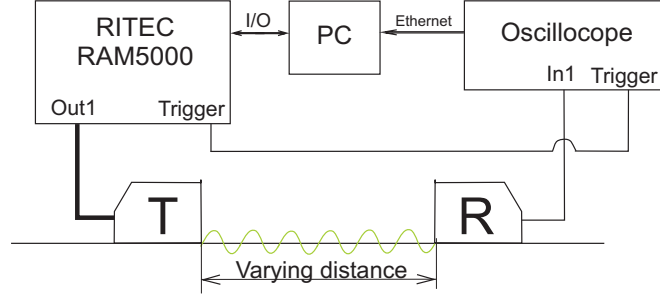 RITEC
RAM5000
Out1
Trigger
I/O
PC
Ethernet
Oscillocope
In1
Trigger
T
R
Varying distance